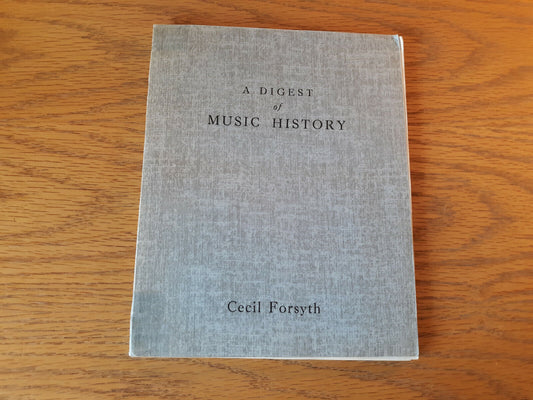 A DIGEST
of
MUSIC HISTORY
Cecil Forsyth